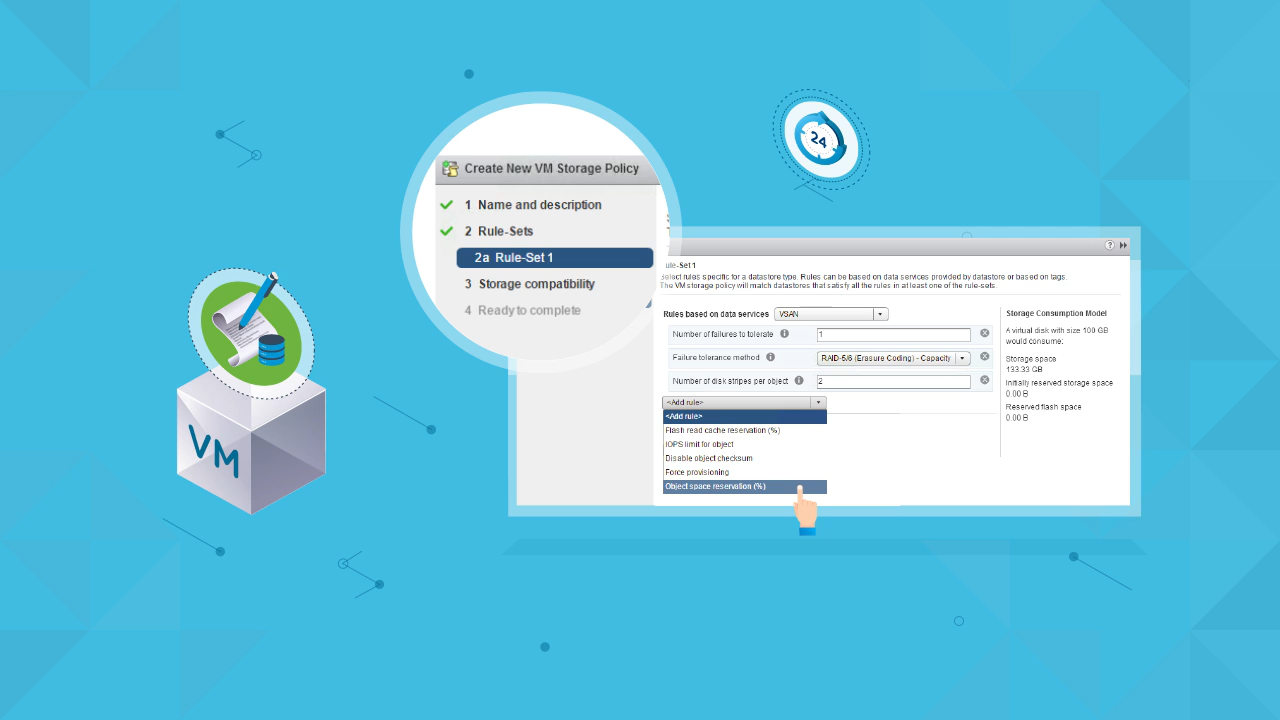 24
Create New VM Storage Policy
1 Name and description
2 Rule-Sets
2a Rule-Set 1
3 Storage compatibility
4 Ready to complete
VM
?
ule-Set 1
Select rules specific for a datastore type. Rules can be based on data services provided by datastore or based on tags.
The VM storage policy will match datastores that satisfy all the rules in at least one of the rule-sets.
Rules based on data services VSAN
Number of failures to tolerate 1
Failure tolerance method RAID-5/6 (Erasure Coding) - Capacity
Number of disk stripes per object 2
<Add rule>
<Add rule>
Flash read cache reservation (%)
IOPS limit for object
Disable object checksum
Force provisioning
Object space reservation (%)
Storage Consumption Model
A virtual disk with size 100 GB
would consume:
Storage space
133.33 GB
Initially reserved storage space
0.00 B
Reserved flash space
0.00 B